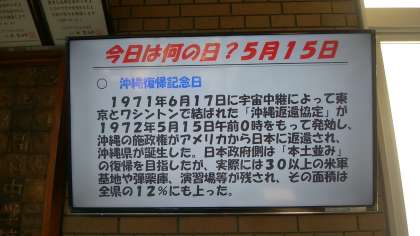 今日は何の日？５月１５日
○　沖縄復帰記念日
１９７１年６月１７日に宇宙中継によって東
京とワシントンで結ばれた「沖縄返還協定」が
１９７２年５月１５日午前０時をもって発効し、
沖縄の施政権がアメリカから日本に返還され、
沖縄県が誕生した。日本政府側は「本土並み」
の復帰を目指したが、実際には３０以上の米軍
基地や弾薬庫、演習場等が残され、その面積は
全県の１２％にも上った。